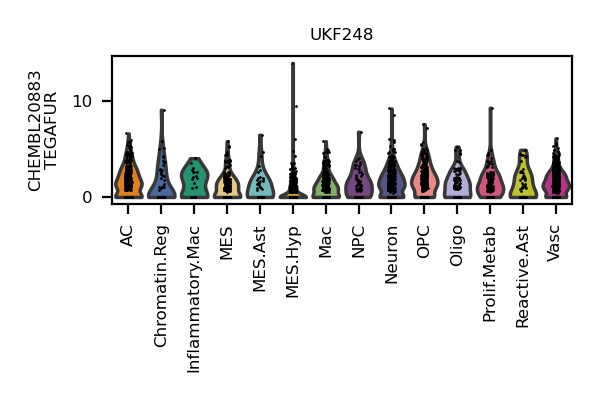 UKF248
CHEMBL20883
TEGAFUR
10
0
AC
Chromatin.Reg
Inflammatory.Mac
MES
MES.Ast
MES.Hyp
Mac
NPC
Neuron
OPC
Oligo
Prolif.Metab
Reactive.Ast
Vasc